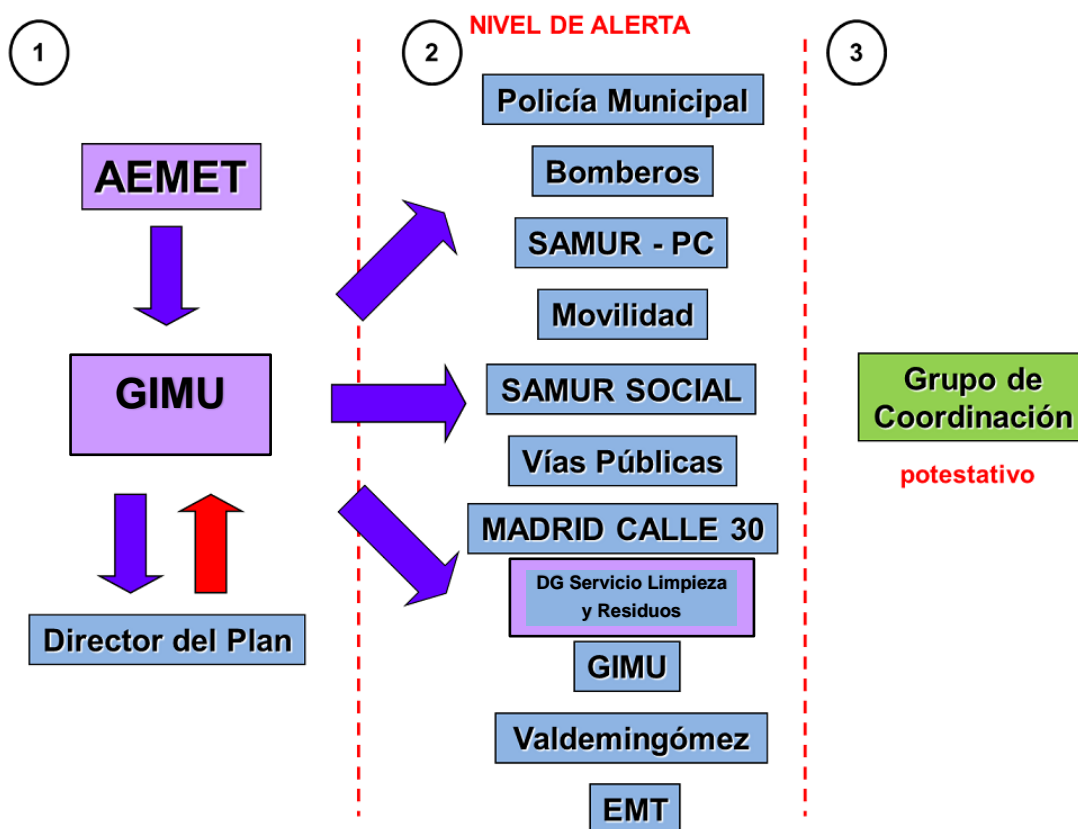 NIVEL DE ALERTA
1
AEMET
GIMU
Director del Plan
2
Policía Municipal
Bomberos
SAMUR - PC
Movilidad
SAMUR SOCIAL
Vías Públicas
MADRID CALLE 30
DG Servicio Limpieza
y Residuos
GIMU
Valdemingómez
EMT
3
Grupo de
Coordinación
potestativo